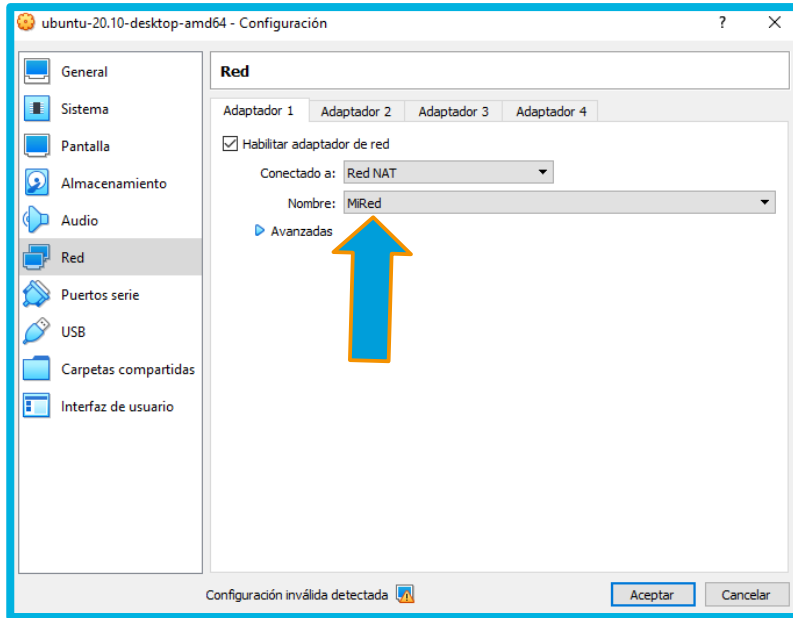 ubuntu-20.10-desktop-amd64 - Configuración ? ×
General
Sistema
Pantalla
Almacenamiento
Audio
Red
Puertos serie
USB
Carpetas compartidas
Interfaz de usuario
Red
Adaptador 1 Adaptador 2 Adaptador 3 Adaptador 4
Habilitar adaptador de red
Conectado a: Red NAT
Nombre: MiRed
Avanzadas
Configuración inválida detectada Aceptar Cancelar